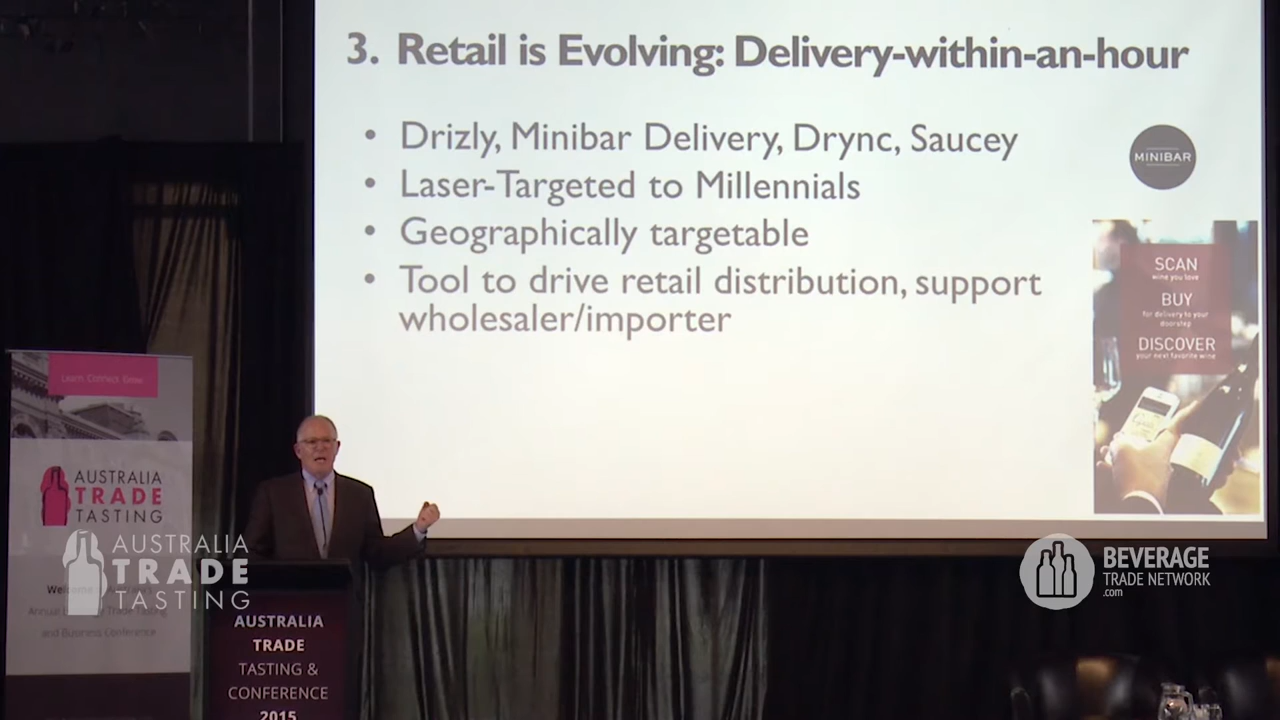 3. Retail is Evolving: Delivery-within-an-hour
• Drizly, Minibar Delivery, Drync, Saucey
• Laser-Targeted to Millennials
• Geographically targetable
• Tool to drive retail distribution, support
wholesaler/importer
MINIBAR
SCAN
wine you love
BUY
for delivery to your
doorstep
DISCOVER
your next favorite wine
Learn Connect Grow
AUSTRALIA
TRADE
TASTING
AUSTRALIA
TRADE
TASTING
and Business Conference
AUSTRALIA
TRADE
TASTING &
CONFERENCE
2015
BEVERAGE
TRADE NETWORK
.com